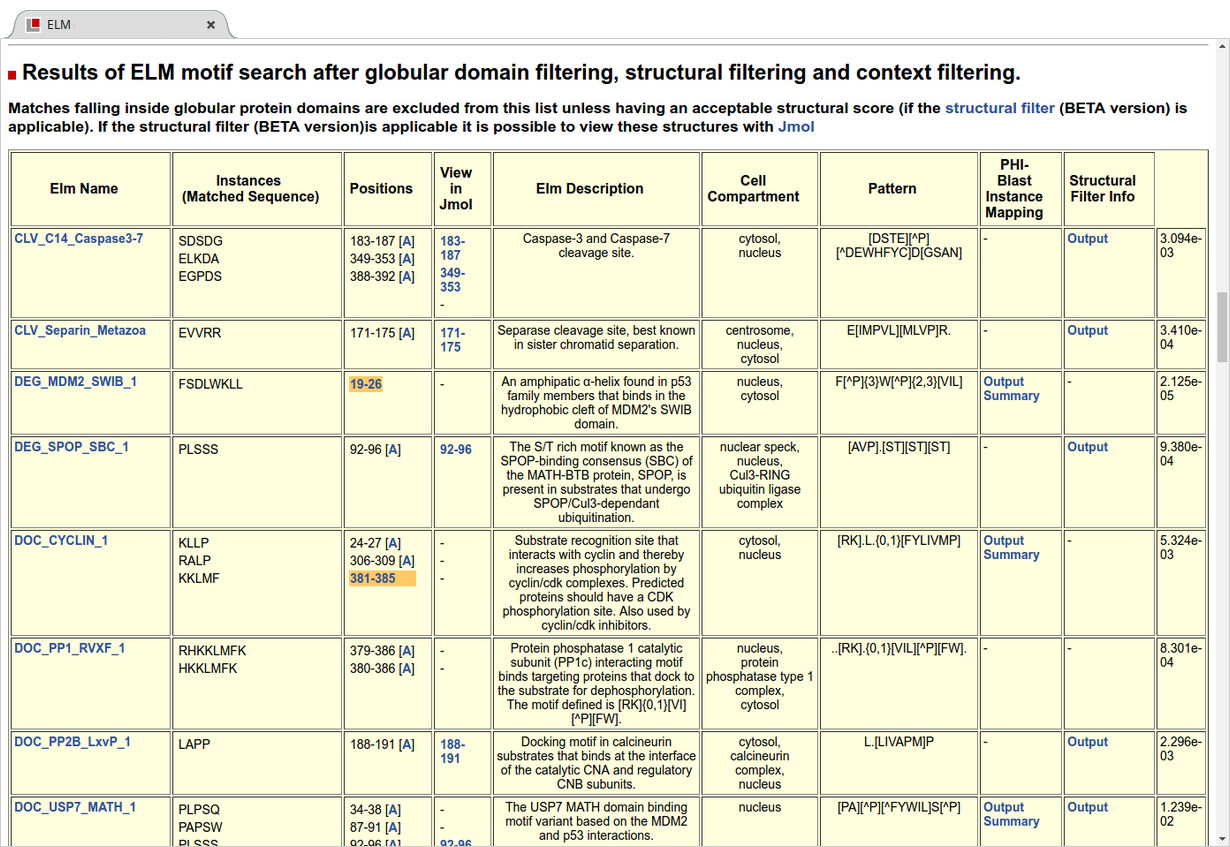 ELM
Results of ELM motif search after globular domain filtering, structural filtering and context filtering.
Matches falling inside globular protein domains are excluded from this list unless having an acceptable structural score (if the structural filter (BETA version) is
applicable). If the structural filter (BETA version)is applicable it is possible to view these structures with Jmol
Elm Name
Instances
(Matched Sequence)
Positions
View
in
Jmol
Elm Description
Cell
Compartment
Pattern
PHI-
Blast
Instance
Mapping
Structural
Filter Info
CLV_C14_Caspase3-7
SDSDG
ELKDA
EGPDS
183-187 [A]
349-353 [A]
388-392 [A]
183-
187
349-
353
-
Caspase-3 and Caspase-7
cleavage site.
cytosol,
nucleus
[DSTE][^P]
[^DEWHFYC]D[GSAN]
-
Output
3.094e-
03
CLV_Separin_Metazoa
EVVRR
171-175 [A]
171-
175
Separase cleavage site, best known
in sister chromatid separation.
centrosome,
nucleus,
cytosol
E[IMPVL][MLVP]R.
-
Output
3.410e-
04
DEG_MDM2_SWIB_1
FSDLWKLL
19-26
-
An amphipatic α-helix found in p53
family members that binds in the
hydrophobic cleft of MDM2's SWIB
domain.
nucleus,
cytosol
F[^P]{3}W[^P]{2,3}[VIL]
Output
Summary
-
2.125e-
05
DEG_SPOP_SBC_1
PLSSS
92-96 [A]
92-96
The S/T rich motif known as the
SPOP-binding consensus (SBC) of
the MATH-BTB protein, SPOP, is
present in substrates that undergo
SPOP/Cul3-dependant
ubiquitination.
nuclear speck,
nucleus,
Cul3-RING
ubiquitin ligase
complex
[AVP].[ST][ST][ST]
-
Output
9.380e-
04
DOC_CYCLIN_1
KLLP
RALP
KKLMF
24-27 [A]
306-309 [A]
381-385
-
-
-
Substrate recognition site that
interacts with cyclin and thereby
increases phosphorylation by
cyclin/cdk complexes. Predicted
proteins should have a CDK
phosphorylation site. Also used by
cyclin/cdk inhibitors.
cytosol,
nucleus
[RK].L.{0,1}[FYLIVMP]
Output
Summary
-
5.324e-
03
DOC_PP1_RVXF_1
RHKKLMFK
HKKLMFK
379-386 [A]
380-386 [A]
-
-
Protein phosphatase 1 catalytic
subunit (PP1c) interacting motif
binds targeting proteins that dock to
the substrate for dephosphorylation.
The motif defined is [RK]{0,1}[VI]
[^P][FW].
nucleus,
protein
phosphatase type 1
complex,
cytosol
..[RK].{0,1}[VIL][^P][FW].
-
-
8.301e-
04
DOC_PP2B_LxvP_1
LAPP
188-191 [A]
188-
191
Docking motif in calcineurin
substrates that binds at the interface
of the catalytic CNA and regulatory
CNB subunits.
cytosol,
calcineurin
complex,
nucleus
L.[LIVAPM]P
-
Output
2.296e-
03
DOC_USP7_MATH_1
PLPSQ
PAPSW
PLSSS
34-38 [A]
87-91 [A]
92-96 [A]
-
-
92-96
The USP7 MATH domain binding
motif variant based on the MDM2
and p53 interactions.
nucleus
[PA][^P][^FYWIL]S[^P]
Output
Summary
Output
1.239e-
02